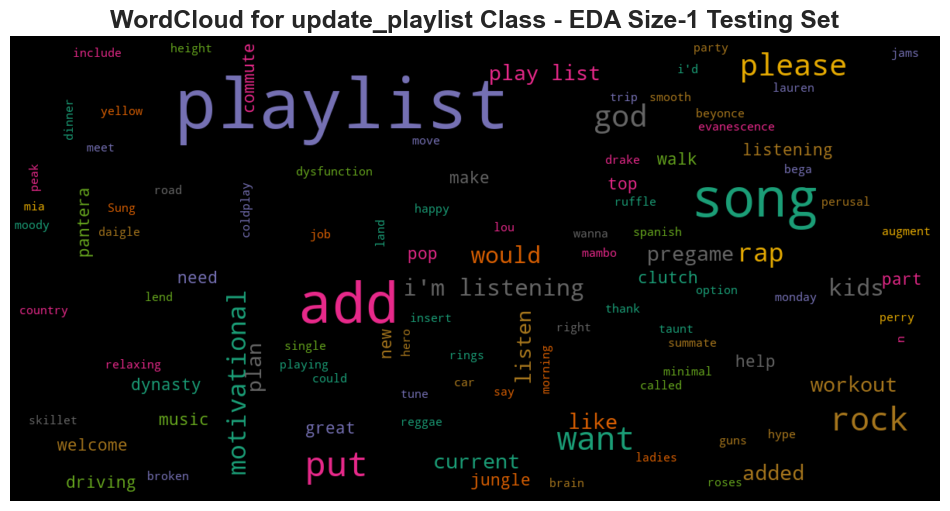 WordCloud for update_playlist Class - EDA Size-1 Testing Set
include
height
commute
party
jams
play list
i'd
please
playlist
lauren
trip
smooth
yellow
god
beyonce
dinner
evanescence
meet
move
listening
drake
walk
peak
dysfunction
make
top
bega
road
song
mia
Sung
coldplay
happy
ruffle
perusal
moody
pantera
daigle
job
land
lou
wanna
spanish
augment
pop
would
mambo
pregame
rap
need
i'm listening
clutch
option
kids
part
lend
add
monday
country
motivational
insert
thank
perry
right
taunt
n
plan
single
new
hero
listen
summate
relaxing
playing
rings
help
dynasty
could
car
morning
minimal
called
workout
tune
say
skillet
music
great
reggae
like
rock
welcome
want
guns
hype
put
current
ladies
driving
broken
jungle
brain
added
roses